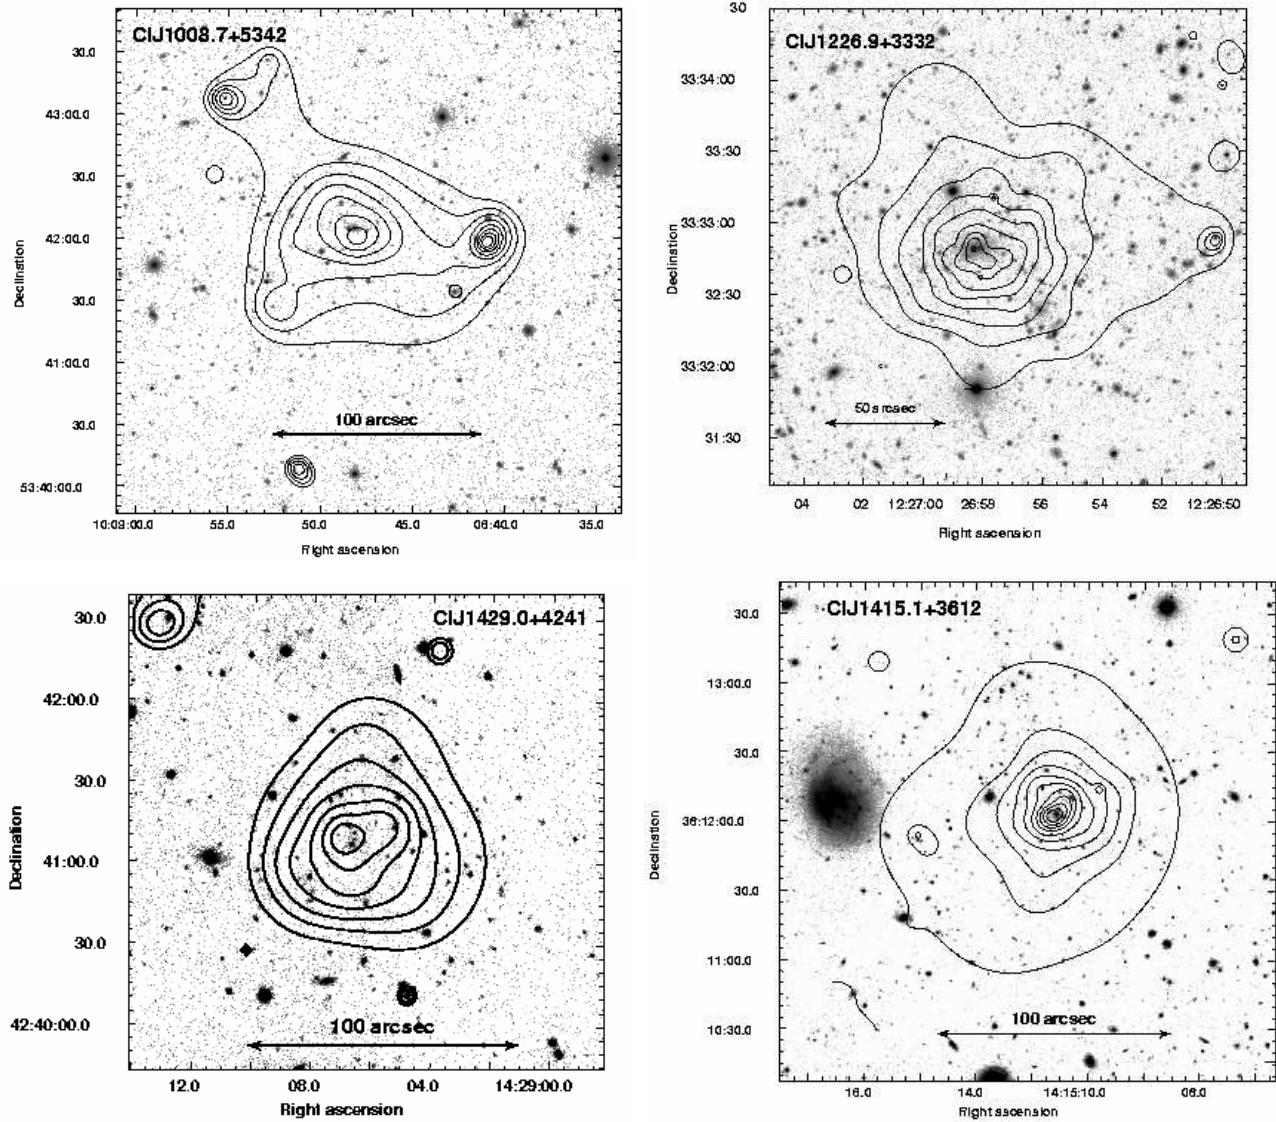 ClJ1008.7+5342
30.0
43:00.0
30.0
42:00.0
30.0
41:00.0
30.0
53:40:00.0
Declination
100 arcsec
10:09:00.0 55.0 50.0 45.0 08:40.0 35.0
Right ascension
ClJ1226.9+3332
30
33:34:00
33:30
33:33:00
32:30
33:32:00
31:30
Declination
50 arcsec
04 02 12:27:00 26:58 56 54 52 12:26:50
Right ascension
ClJ1429.0+4241
30.0
42:00.0
30.0
41:00.0
30.0
42:40:00.0
Declination
100 arcsec
12.0 08.0 04.0 14:29:00.0
Right ascension
ClJ1415.1+3612
30.0
13:00.0
30.0
36:12:00.0
30.0
11:00.0
10:30.0
Declination
100 arcsec
16.0 14.0 14:15:10.0 08.0
Right ascension